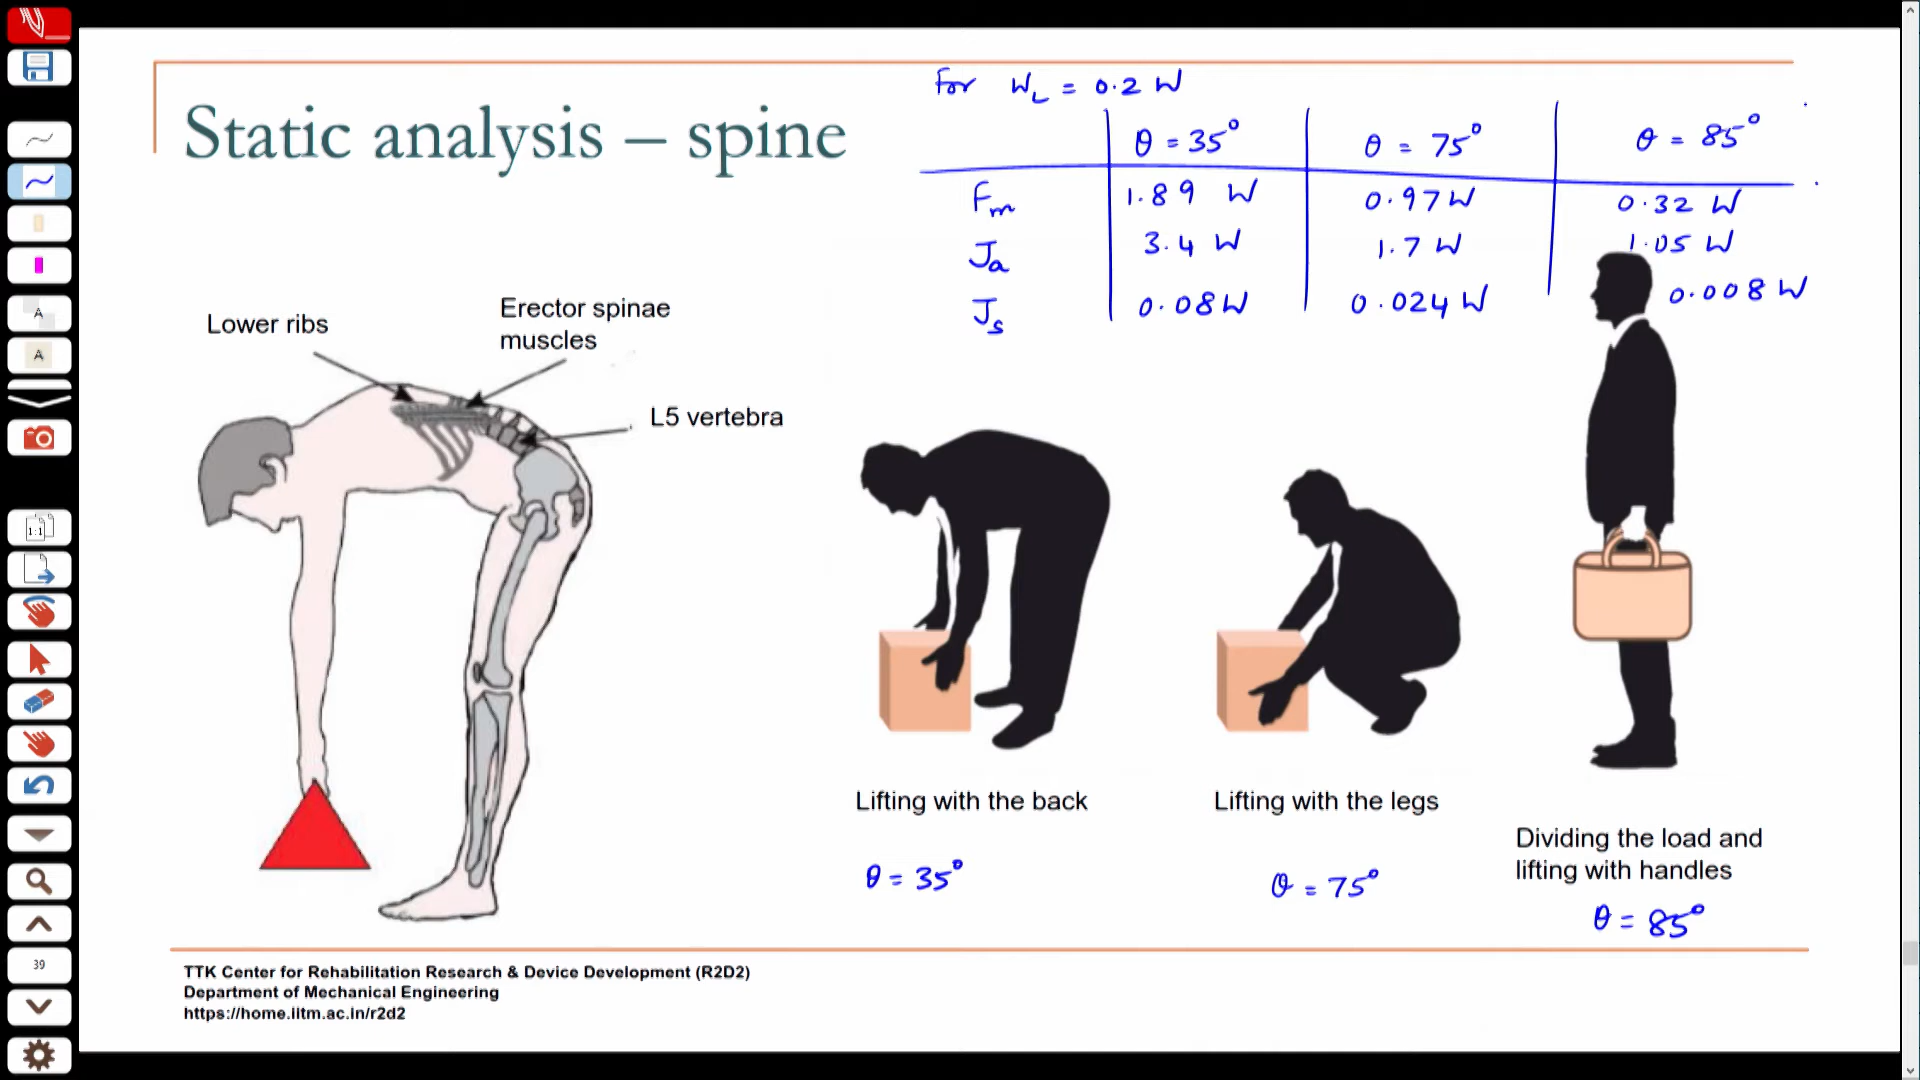 For W_L = 0.2 W
Static analysis – spine
θ = 35° θ = 75° θ = 85°
F_m 1.89 W 0.97 W 0.32 W
J_a 3.4 W 1.7 W 1.05 W
J_s 0.08 W 0.024 W 0.008 W
Lower ribs
Erector spinae
muscles
L5 vertebra
Lifting with the back
Lifting with the legs
Dividing the load and
lifting with handles
θ = 35°
θ = 75°
θ = 85°
TTK Center for Rehabilitation Research & Device Development (R2D2)
Department of Mechanical Engineering
https://home.iitm.ac.in/r2d2
A
A
1:1
39